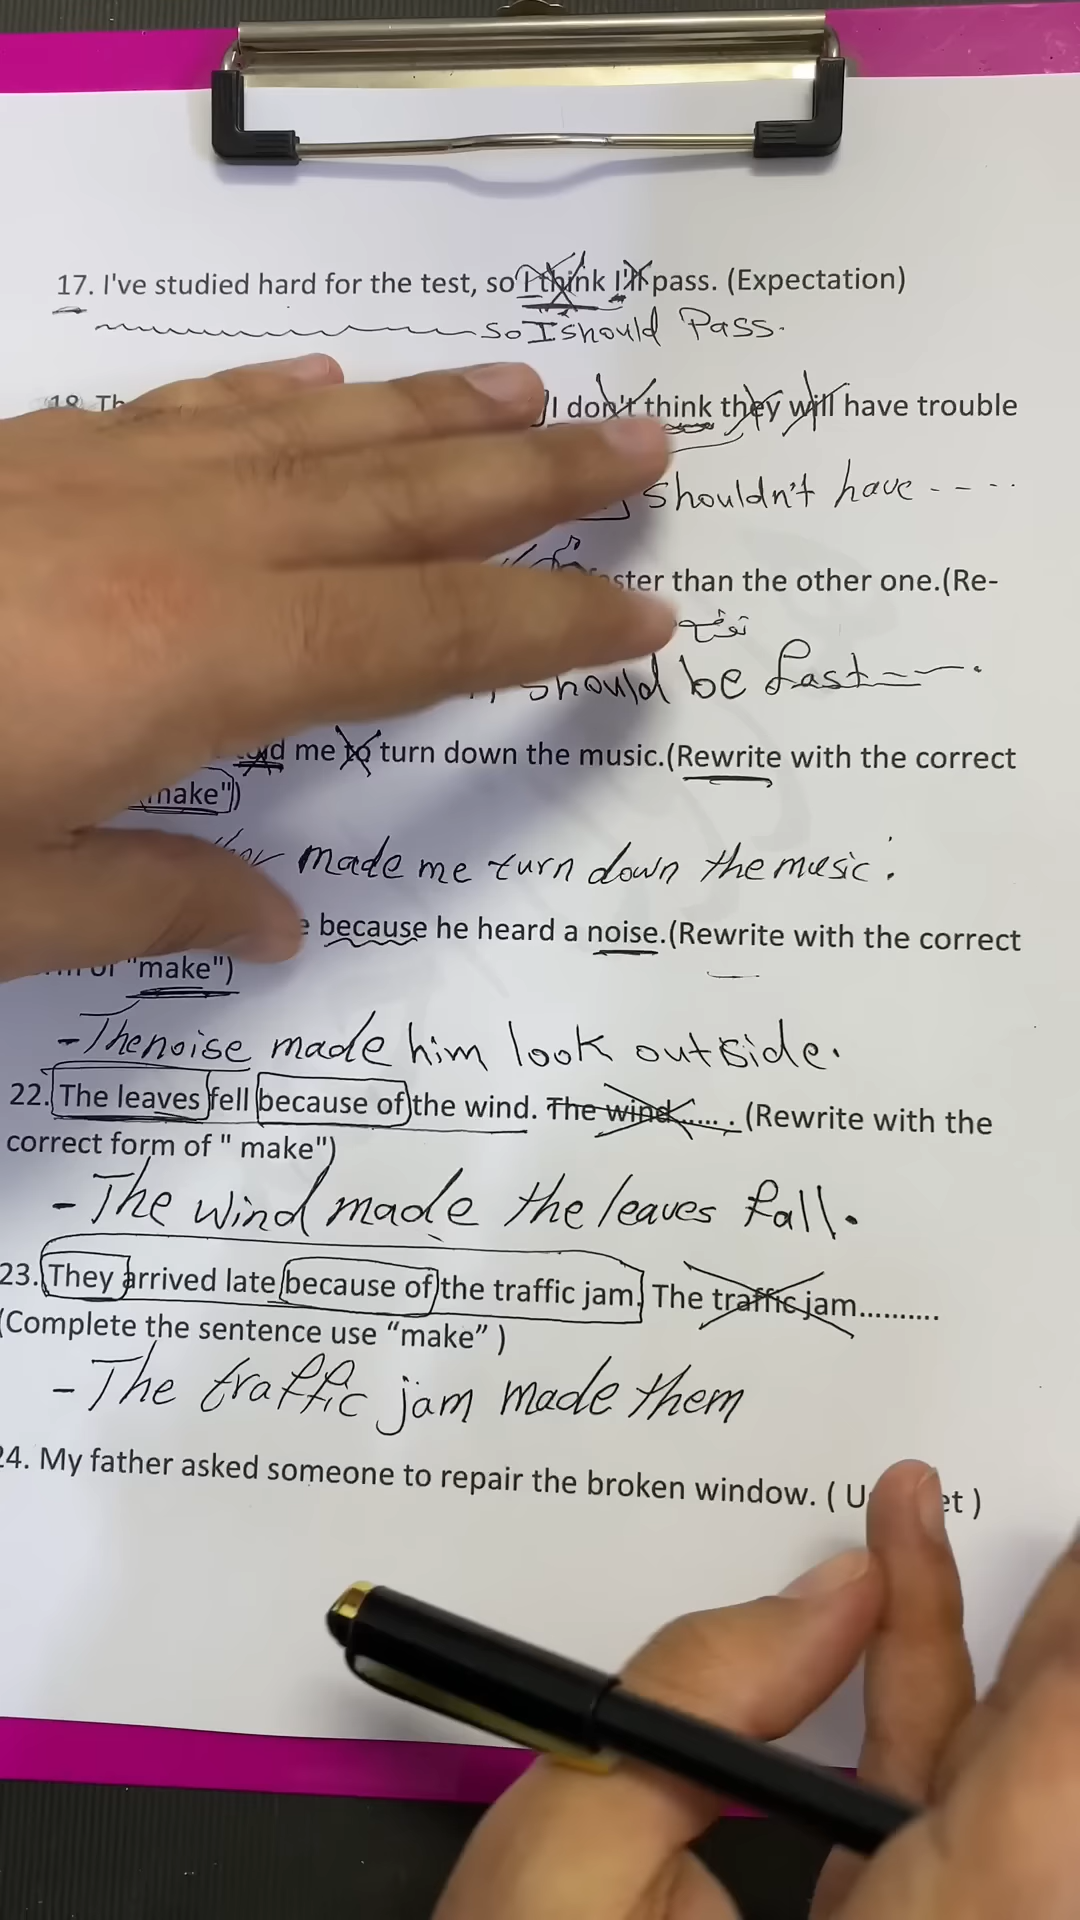 17. I've studied hard for the test, so I think I'll pass. (Expectation)
so I should Pass.
18. Th I don't think they will have trouble
shouldn't have - - - -
faster than the other one.(Re-
should be fast
told me to turn down the music.(Rewrite with the correct
"make")
made me turn down the music.
because he heard a noise.(Rewrite with the correct
of "make")
- The noise made him look outside.
22. The leaves fell because of the wind. The wind...... . (Rewrite with the
correct form of " make")
- The wind made the leaves fall.
23. They arrived late because of the traffic jam. The traffic jam..........
(Complete the sentence use “make” )
- The traffic jam made them
24. My father asked someone to repair the broken window. ( )